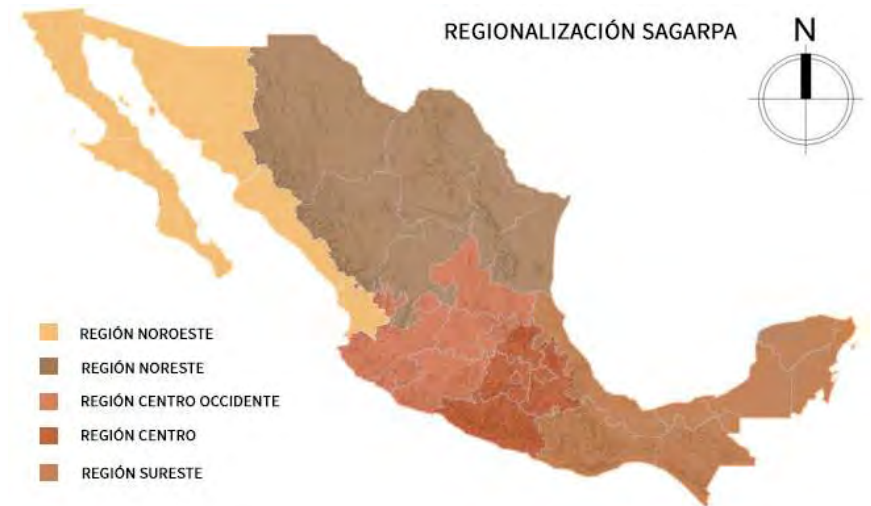 REGIONALIZACIÓN SAGARPA
N
REGIÓN NOROESTE
REGIÓN NORESTE
REGIÓN CENTRO OCCIDENTE
REGIÓN CENTRO
REGIÓN SURESTE